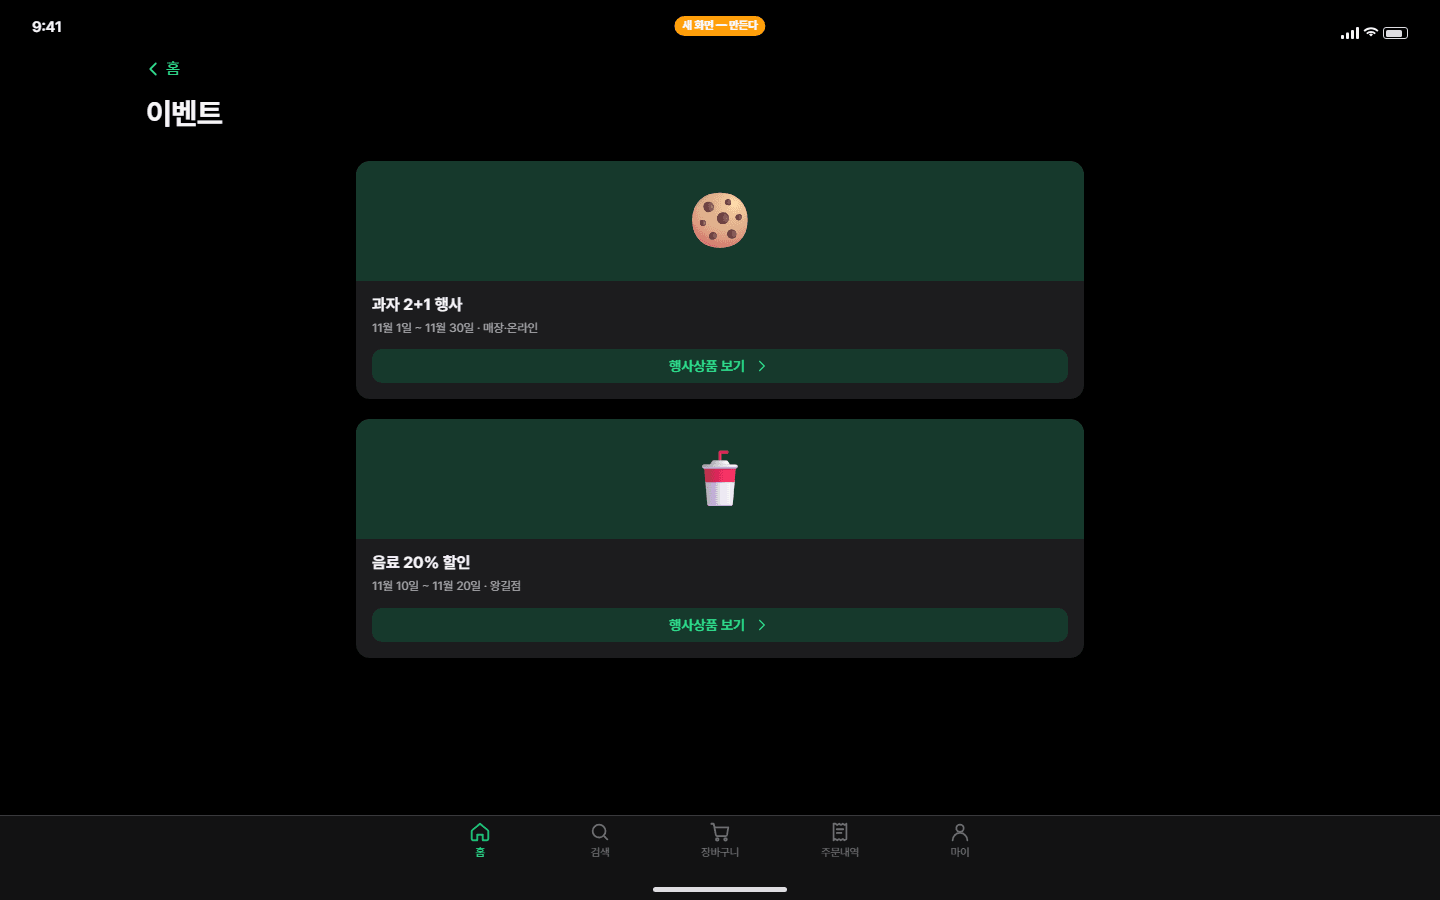 9:41
새 화면 — 만든다
홈
이벤트
과자 2+1 행사
11월 1일 ~ 11월 30일 · 매장·온라인
행사상품 보기
음료 20% 할인
11월 10일 ~ 11월 20일 · 왕길점
행사상품 보기
홈
검색
장바구니
주문내역
마이